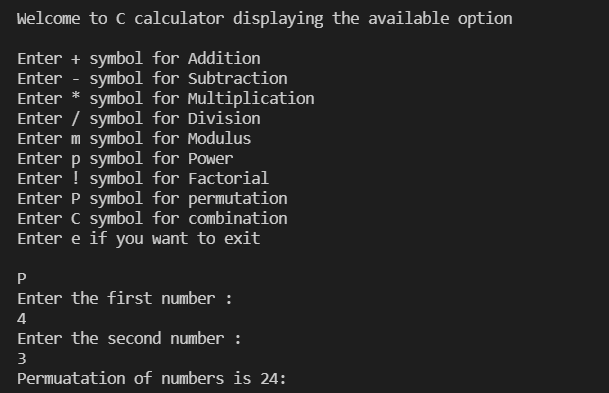 Welcome to C calculator displaying the available option
Enter + symbol for Addition
Enter - symbol for Subtraction
Enter * symbol for Multiplication
Enter / symbol for Division
Enter m symbol for Modulus
Enter p symbol for Power
Enter ! symbol for Factorial
Enter P symbol for permutation
Enter C symbol for combination
Enter e if you want to exit
P
Enter the first number :
4
Enter the second number :
3
Permuatation of numbers is 24: